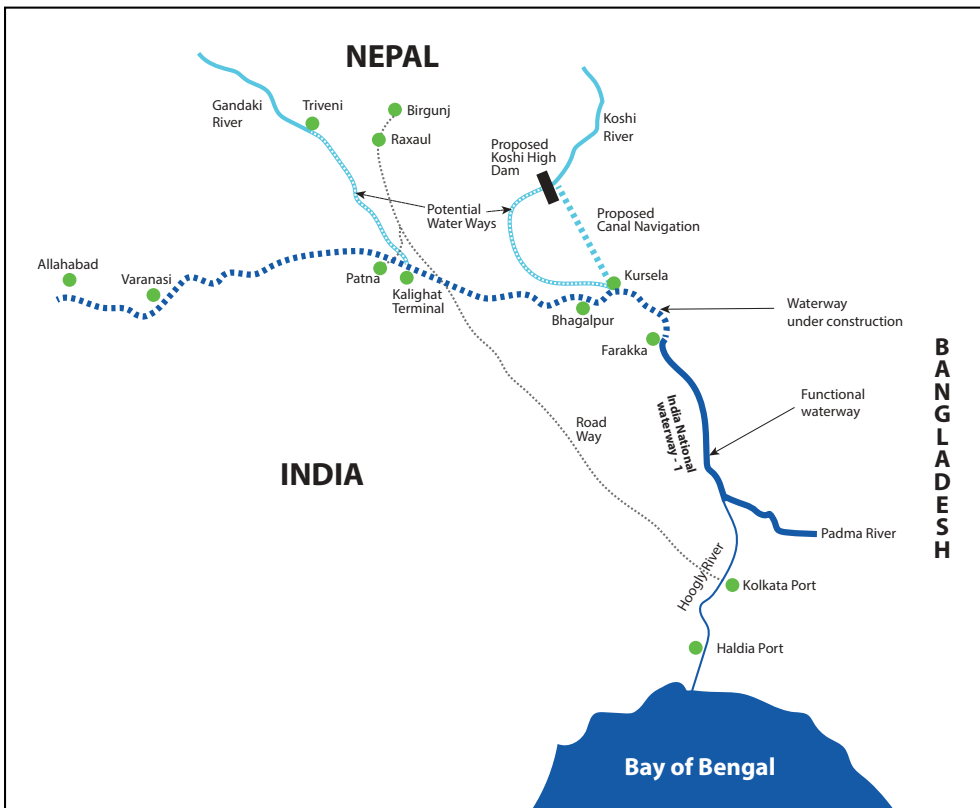 NEPAL
Gandaki
River
Triveni
Birgunj
Raxaul
Koshi
River
Proposed
Koshi High
Dam
Potential
Water Ways
Proposed
Canal Navigation
Allahabad
Varanasi
Patna
Kalighat
Terminal
Kursela
Bhagalpur
Waterway
under construction
Farakka
BANGLADESH
India National
waterway - 1
Functional
waterway
Road
Way
INDIA
Padma River
Hoogly River
Kolkata Port
Haldia Port
Bay of Bengal